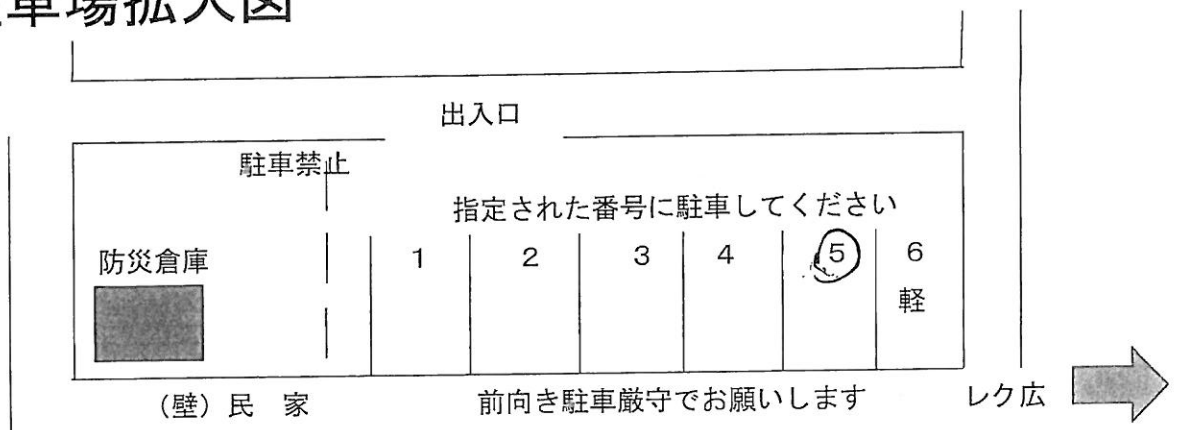 車場拡大図
出入口
駐車禁止
指定された番号に駐車してください
防災倉庫
1 2 3 4 5 6
軽
(壁)民 家
前向き駐車厳守でお願いします
レク広